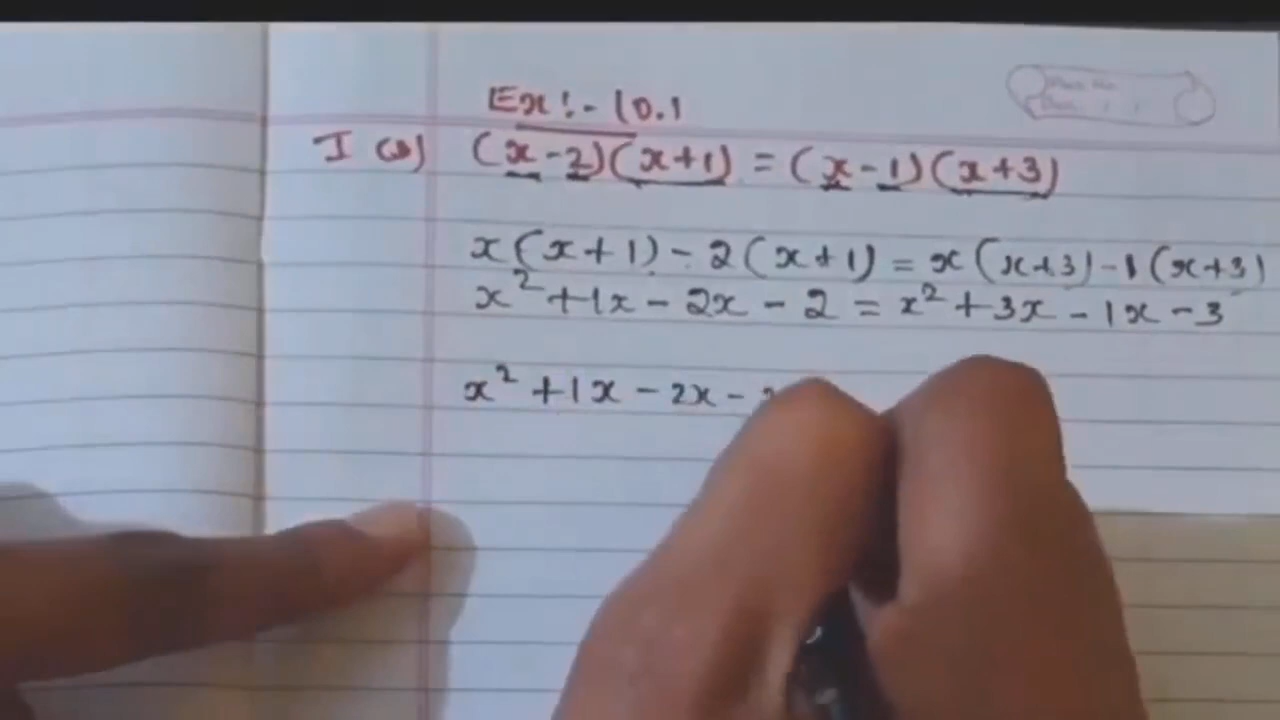 Ex:- 10.1
(x-2)(x+1) = (x-1)(x+3)
x(x+1) - 2(x+1) = x(x+3) - 1(x+3)
x² + 1x - 2x - 2 = x² + 3x - 1x - 3
x² + 1x - 2x -